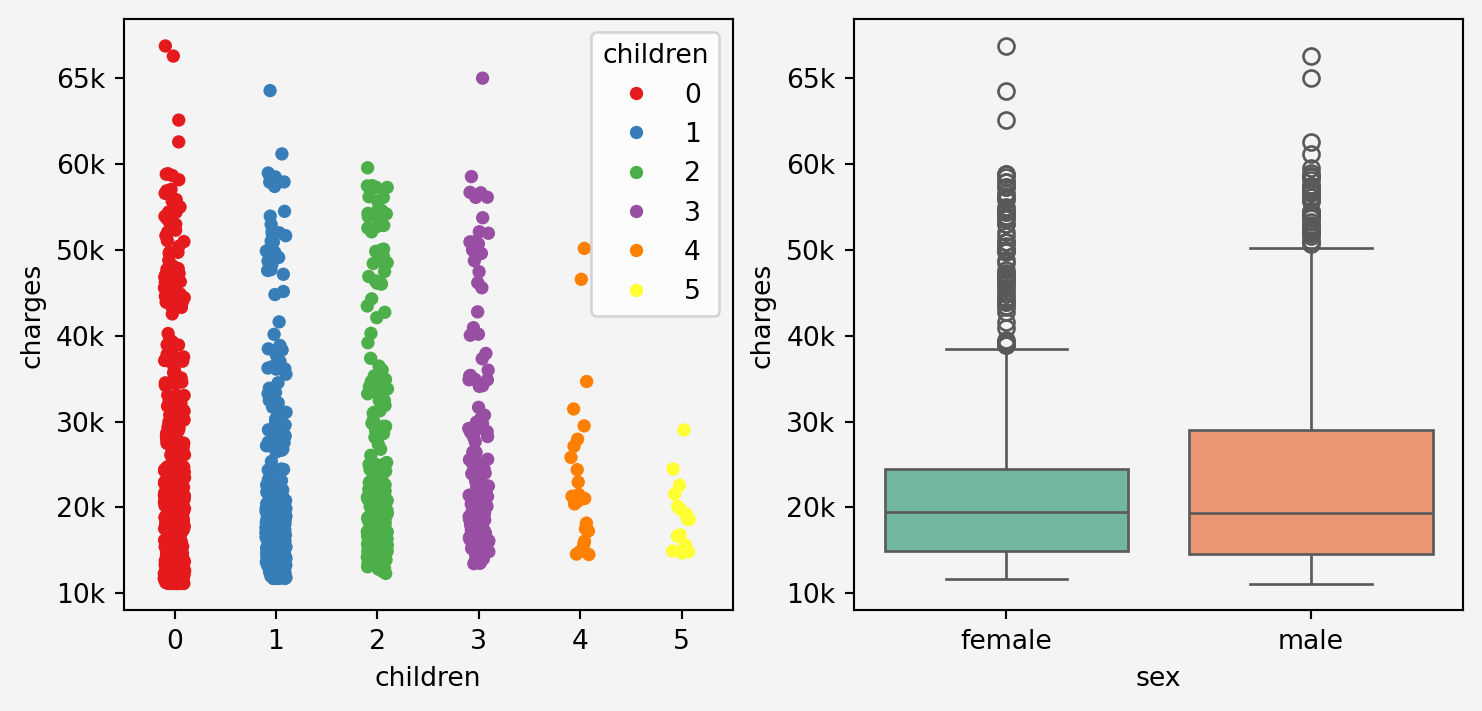 charges
65k
60k
50k
40k
30k
20k
10k
children
0
1
2
3
4
5
0 1 2 3 4 5
children
charges
65k
60k
50k
40k
30k
20k
10k
female male
sex